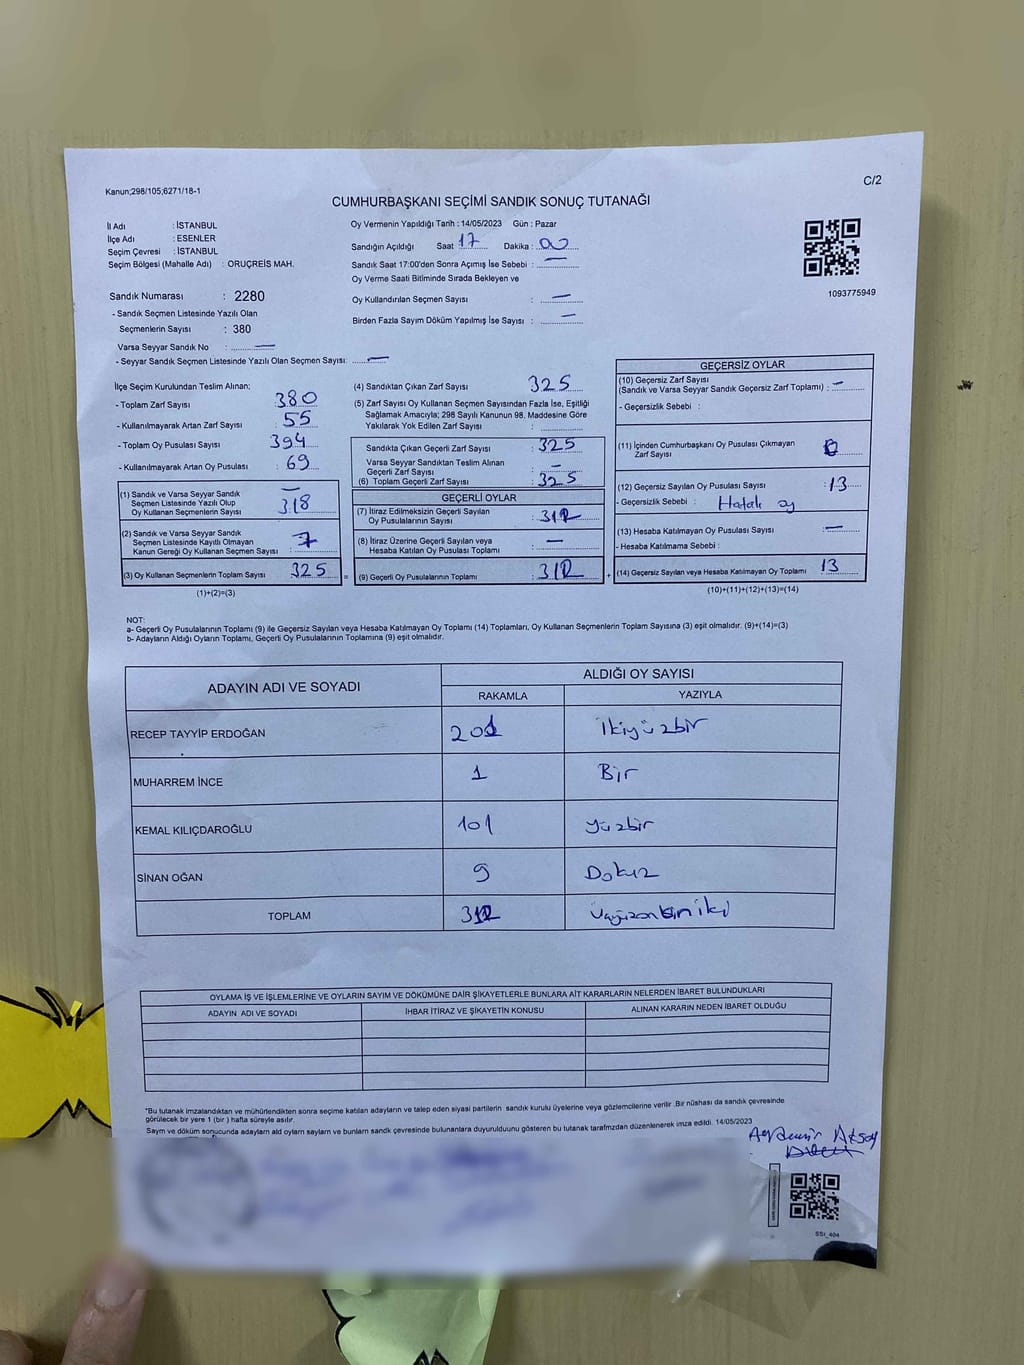 Kanun;298/105;6271/18-1
C/2
CUMHURBAŞKANI SEÇİMİ SANDIK SONUÇ TUTANAĞI
İl Adı : İSTANBUL
İlçe Adı : ESENLER
Seçim Çevresi : İSTANBUL
Seçim Bölgesi (Mahalle Adı) : ORUÇREİS MAH.
Oy Vermenin Yapıldığı Tarih : 14/05/2023 Gün : Pazar
Sandığın Açıldığı Saat 17 Dakika : 00
Sandık Saat 17:00'den Sonra Açımış İse Sebebi : —
Oy Verme Saati Bitiminde Sırada Bekleyen ve
Oy Kullandırılan Seçmen Sayısı : —
Birden Fazla Sayım Döküm Yapılmış İse Sayısı : —
1093775949
Sandık Numarası : 2280
- Sandık Seçmen Listesinde Yazılı Olan
Seçmenlerin Sayısı : 380
Varsa Seyyar Sandık No : —
- Seyyar Sandık Seçmen Listesinde Yazılı Olan Seçmen Sayısı: —
İlçe Seçim Kurulundan Teslim Alınan:
- Toplam Zarf Sayısı : 380
- Kullanılmayarak Artan Zarf Sayısı : 55
- Toplam Oy Pusulası Sayısı : 394
- Kullanılmayarak Artan Oy Pusulası : 69
(1) Sandık ve Varsa Seyyar Sandık
Seçmen Listesinde Yazılı Olup
Oy Kullanan Seçmenlerin Sayısı : 318
(2) Sandık ve Varsa Seyyar Sandık
Seçmen Listesinde Kayıtlı Olmayan
Kanun Gereği Oy Kullanan Seçmen Sayısı : 7
(3) Oy Kullanan Seçmenlerin Toplam Sayısı 325
(1)+(2)=(3)
(4) Sandıktan Çıkan Zarf Sayısı : 325
(5) Zarf Sayısı Oy Kullanan Seçmen Sayısından Fazla İse, Eşitliği
Sağlamak Amacıyla; 298 Sayılı Kanunun 98. Maddesine Göre
Yakılarak Yok Edilen Zarf Sayısı :
Sandıkta Çıkan Geçerli Zarf Sayısı : 325
Varsa Seyyar Sandıktan Teslim Alınan
Geçerli Zarf Sayısı : —
(6) Toplam Geçerli Zarf Sayısı : 325
GEÇERLİ OYLAR
(7) İtiraz Edilmeksizin Geçerli Sayılan
Oy Pusulalarının Sayısı : 312
(8) İtiraz Üzerine Geçerli Sayılan veya
Hesaba Katılan Oy Pusulası Toplamı : —
= (9) Geçerli Oy Pusulalarının Toplamı : 312 +
GEÇERSİZ OYLAR
(10) Geçersiz Zarf Sayısı
(Sandık ve Varsa Seyyar Sandık Geçersiz Zarf Toplamı) : —
- Geçersizlik Sebebi :
(11) İçinden Cumhurbaşkanı Oy Pusulası Çıkmayan
Zarf Sayısı : 0
(12) Geçersiz Sayılan Oy Pusulası Sayısı : 13
- Geçersizlik Sebebi : Hatalı oy
(13) Hesaba Katılmayan Oy Pusulası Sayısı : —
- Hesaba Katılmama Sebebi :
(14) Geçersiz Sayılan veya Hesaba Katılmayan Oy Toplamı 13
(10)+(11)+(12)+(13)=(14)
NOT:
a- Geçerli Oy Pusulalarının Toplamı (9) ile Geçersiz Sayılan veya Hesaba Katılmayan Oy Toplamı (14) Toplamları, Oy Kullanan Seçmenlerin Toplam Sayısına (3) eşit olmalıdır. (9)+(14)=(3)
b- Adayların Aldığı Oyların Toplamı, Geçerli Oy Pusulalarının Toplamına (9) eşit olmalıdır.
ADAYIN ADI VE SOYADI
ALDIĞI OY SAYISI
RAKAMLA YAZIYLA
RECEP TAYYİP ERDOĞAN 201 ikiyüzbir
MUHARREM İNCE 1 Bir
KEMAL KILIÇDAROĞLU 101 yüzbir
SİNAN OĞAN 9 Dokuz
TOPLAM 312 üçyüzoniki
OYLAMA İŞ VE İŞLEMLERİNE VE OYLARIN SAYIM VE DÖKÜMÜNE DAİR ŞİKAYETLERLE BUNLARA AİT KARARLARIN NELERDEN İBARET BULUNDUKLARI
ADAYIN ADI VE SOYADI İHBAR İTİRAZ VE ŞİKAYETİN KONUSU ALINAN KARARIN NEDEN İBARET OLDUĞU
*Bu tutanak imzalandıktan ve mühürlendikten sonra seçime katılan adayların ve talep eden siyasi partilerin sandık kurulu üyelerine veya gözlemcilerine verilir .Bir nüshası da sandık çevresinde
görülecek bir yere 1 (bir ) hafta süreyle asılır.
Sayım ve döküm sonucunda adayların aldı oyların sayıları ve bunların sandık çevresinde bulunanlara duyurulduunu gösteren bu tutanak tarafımızdan düzenlenerek imza edildi. 14/05/2023
SSI_404